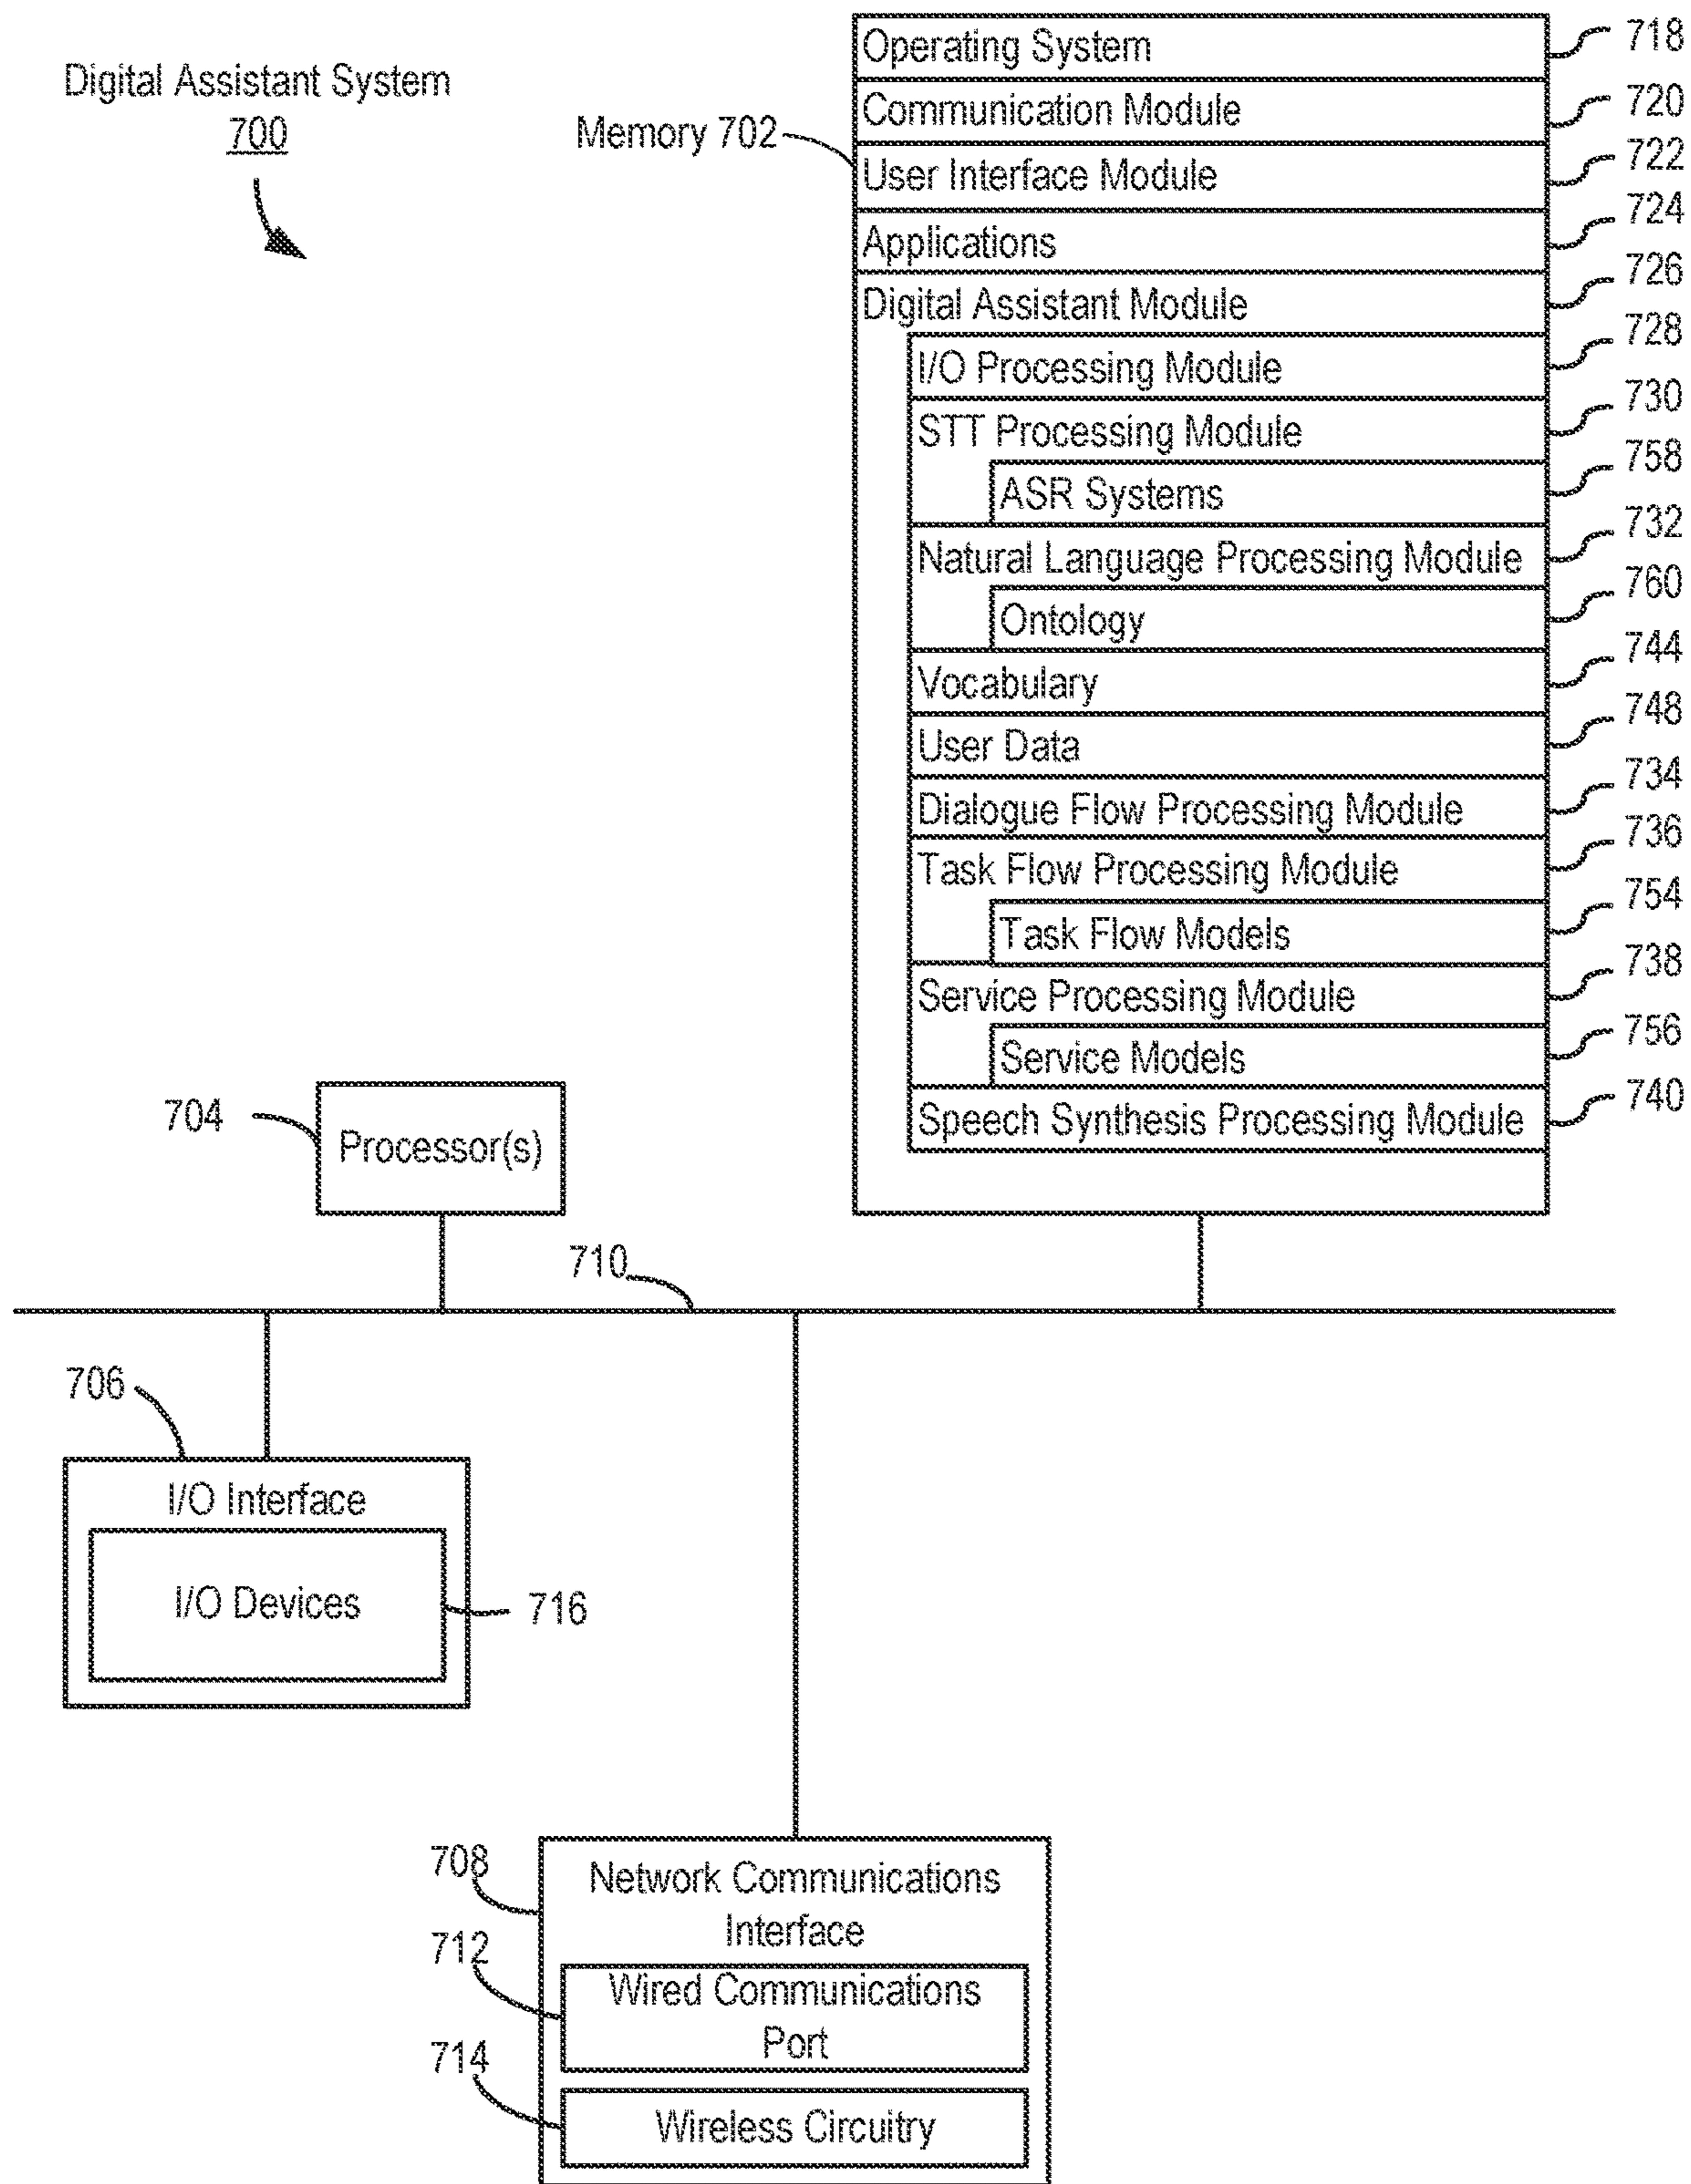 Digital Assistant System
700
Memory 702
Operating System 718
Communication Module 720
User Interface Module 722
Applications 724
Digital Assistant Module 726
I/O Processing Module 728
STT Processing Module 730
ASR Systems 758
Natural Language Processing Module 732
Ontology 760
Vocabulary 744
User Data 748
Dialogue Flow Processing Module 734
Task Flow Processing Module 736
Task Flow Models 754
Service Processing Module 738
Service Models 756
Speech Synthesis Processing Module 740
704
Processor(s)
710
706
I/O Interface
I/O Devices
716
708
Network Communications
Interface
712
Wired Communications
Port
714
Wireless Circuitry